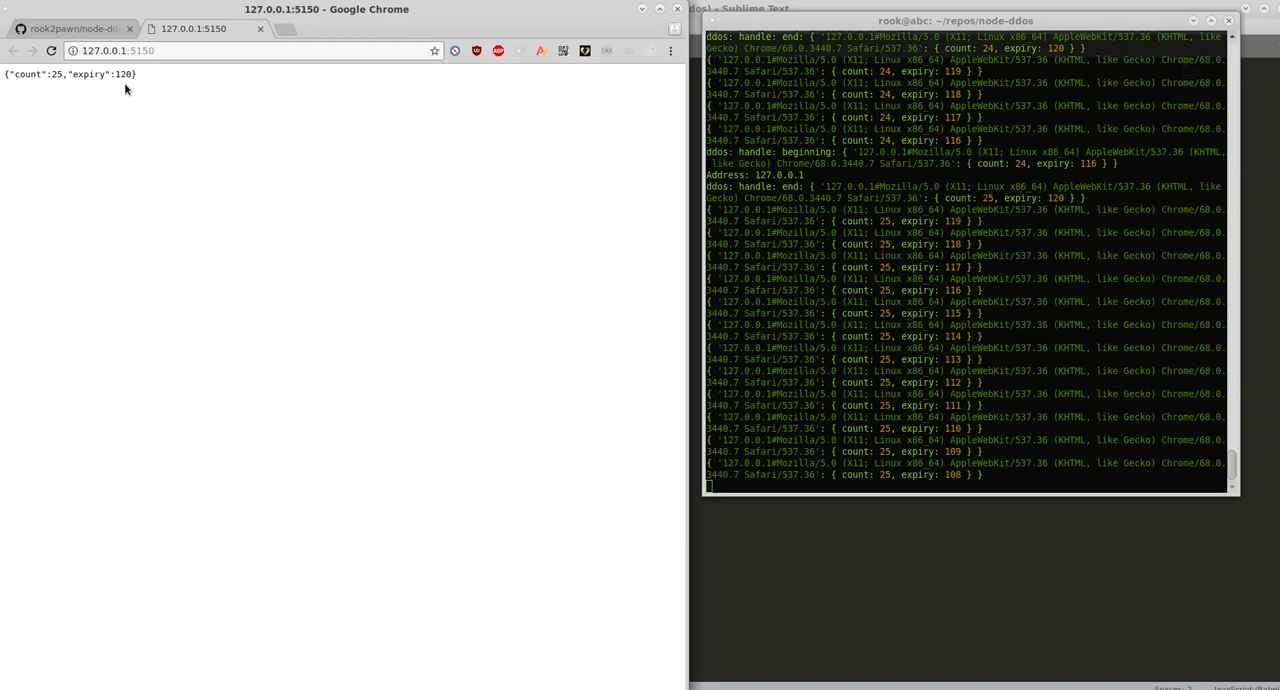 127.0.0.1:5150 - Google Chrome
rook2pawn/node-dd
127.0.0.1:5150
127.0.0.1:5150
{"count":25,"expiry":120}
dos) - Sublime Text
rook@abc: ~/repos/node-ddos
ddos: handle: end: { '127.0.0.1#Mozilla/5.0 (X11; Linux x86_64) AppleWebKit/537.36 (KHTML, like
Gecko) Chrome/68.0.3440.7 Safari/537.36': { count: 24, expiry: 120 } }
{ '127.0.0.1#Mozilla/5.0 (X11; Linux x86_64) AppleWebKit/537.36 (KHTML, like Gecko) Chrome/68.0.
3440.7 Safari/537.36': { count: 24, expiry: 119 } }
{ '127.0.0.1#Mozilla/5.0 (X11; Linux x86_64) AppleWebKit/537.36 (KHTML, like Gecko) Chrome/68.0.
3440.7 Safari/537.36': { count: 24, expiry: 118 } }
{ '127.0.0.1#Mozilla/5.0 (X11; Linux x86_64) AppleWebKit/537.36 (KHTML, like Gecko) Chrome/68.0.
3440.7 Safari/537.36': { count: 24, expiry: 117 } }
{ '127.0.0.1#Mozilla/5.0 (X11; Linux x86_64) AppleWebKit/537.36 (KHTML, like Gecko) Chrome/68.0.
3440.7 Safari/537.36': { count: 24, expiry: 116 } }
ddos: handle: beginning: { '127.0.0.1#Mozilla/5.0 (X11; Linux x86_64) AppleWebKit/537.36 (KHTML,
like Gecko) Chrome/68.0.3440.7 Safari/537.36': { count: 24, expiry: 116 } }
Address: 127.0.0.1
ddos: handle: end: { '127.0.0.1#Mozilla/5.0 (X11; Linux x86_64) AppleWebKit/537.36 (KHTML, like
Gecko) Chrome/68.0.3440.7 Safari/537.36': { count: 25, expiry: 120 } }
{ '127.0.0.1#Mozilla/5.0 (X11; Linux x86_64) AppleWebKit/537.36 (KHTML, like Gecko) Chrome/68.0.
3440.7 Safari/537.36': { count: 25, expiry: 119 } }
{ '127.0.0.1#Mozilla/5.0 (X11; Linux x86_64) AppleWebKit/537.36 (KHTML, like Gecko) Chrome/68.0.
3440.7 Safari/537.36': { count: 25, expiry: 118 } }
{ '127.0.0.1#Mozilla/5.0 (X11; Linux x86_64) AppleWebKit/537.36 (KHTML, like Gecko) Chrome/68.0.
3440.7 Safari/537.36': { count: 25, expiry: 117 } }
{ '127.0.0.1#Mozilla/5.0 (X11; Linux x86_64) AppleWebKit/537.36 (KHTML, like Gecko) Chrome/68.0.
3440.7 Safari/537.36': { count: 25, expiry: 116 } }
{ '127.0.0.1#Mozilla/5.0 (X11; Linux x86_64) AppleWebKit/537.36 (KHTML, like Gecko) Chrome/68.0.
3440.7 Safari/537.36': { count: 25, expiry: 115 } }
{ '127.0.0.1#Mozilla/5.0 (X11; Linux x86_64) AppleWebKit/537.36 (KHTML, like Gecko) Chrome/68.0.
3440.7 Safari/537.36': { count: 25, expiry: 114 } }
{ '127.0.0.1#Mozilla/5.0 (X11; Linux x86_64) AppleWebKit/537.36 (KHTML, like Gecko) Chrome/68.0.
3440.7 Safari/537.36': { count: 25, expiry: 113 } }
{ '127.0.0.1#Mozilla/5.0 (X11; Linux x86_64) AppleWebKit/537.36 (KHTML, like Gecko) Chrome/68.0.
3440.7 Safari/537.36': { count: 25, expiry: 112 } }
{ '127.0.0.1#Mozilla/5.0 (X11; Linux x86_64) AppleWebKit/537.36 (KHTML, like Gecko) Chrome/68.0.
3440.7 Safari/537.36': { count: 25, expiry: 111 } }
{ '127.0.0.1#Mozilla/5.0 (X11; Linux x86_64) AppleWebKit/537.36 (KHTML, like Gecko) Chrome/68.0.
3440.7 Safari/537.36': { count: 25, expiry: 110 } }
{ '127.0.0.1#Mozilla/5.0 (X11; Linux x86_64) AppleWebKit/537.36 (KHTML, like Gecko) Chrome/68.0.
3440.7 Safari/537.36': { count: 25, expiry: 109 } }
{ '127.0.0.1#Mozilla/5.0 (X11; Linux x86_64) AppleWebKit/537.36 (KHTML, like Gecko) Chrome/68.0.
3440.7 Safari/537.36': { count: 25, expiry: 108 } }
Spaces: 2 JavaScript (Babel